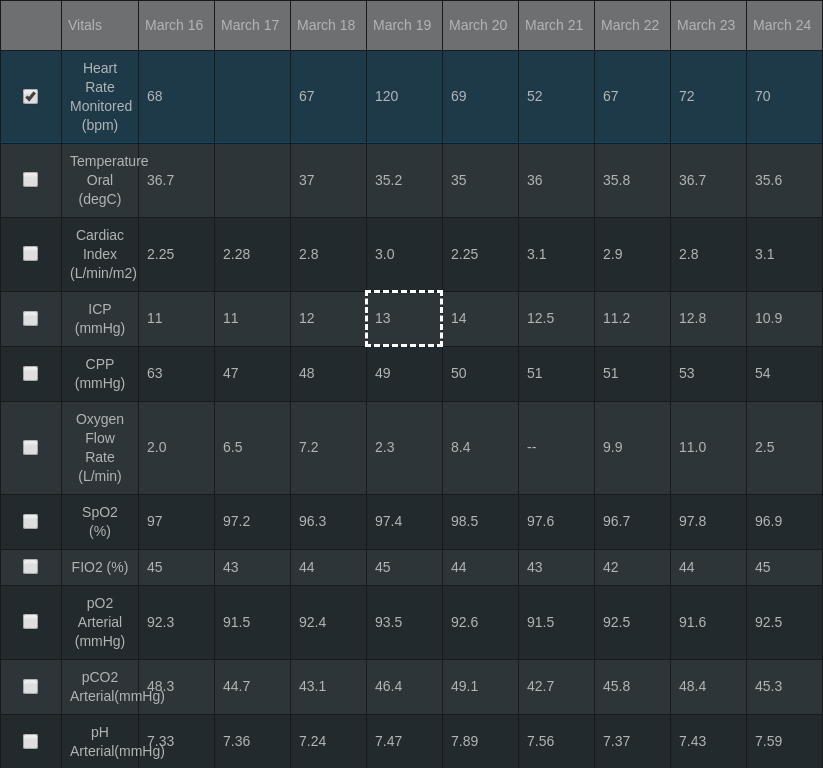 Vitals March 16 March 17 March 18 March 19 March 20 March 21 March 22 March 23 March 24
Heart
Rate
Monitored
(bpm)
68 67 120 69 52 67 72 70
Temperature
Oral
(degC)
36.7 37 35.2 35 36 35.8 36.7 35.6
Cardiac
Index
(L/min/m2)
2.25 2.28 2.8 3.0 2.25 3.1 2.9 2.8 3.1
ICP
(mmHg)
11 11 12 13 14 12.5 11.2 12.8 10.9
CPP
(mmHg)
63 47 48 49 50 51 51 53 54
Oxygen
Flow
Rate
(L/min)
2.0 6.5 7.2 2.3 8.4 -- 9.9 11.0 2.5
SpO2
(%)
97 97.2 96.3 97.4 98.5 97.6 96.7 97.8 96.9
FIO2 (%) 45 43 44 45 44 43 42 44 45
pO2
Arterial
(mmHg)
92.3 91.5 92.4 93.5 92.6 91.5 92.5 91.6 92.5
pCO2
Arterial(mmHg)
48.3 44.7 43.1 46.4 49.1 42.7 45.8 48.4 45.3
pH
Arterial(mmHg)
7.33 7.36 7.24 7.47 7.89 7.56 7.37 7.43 7.59